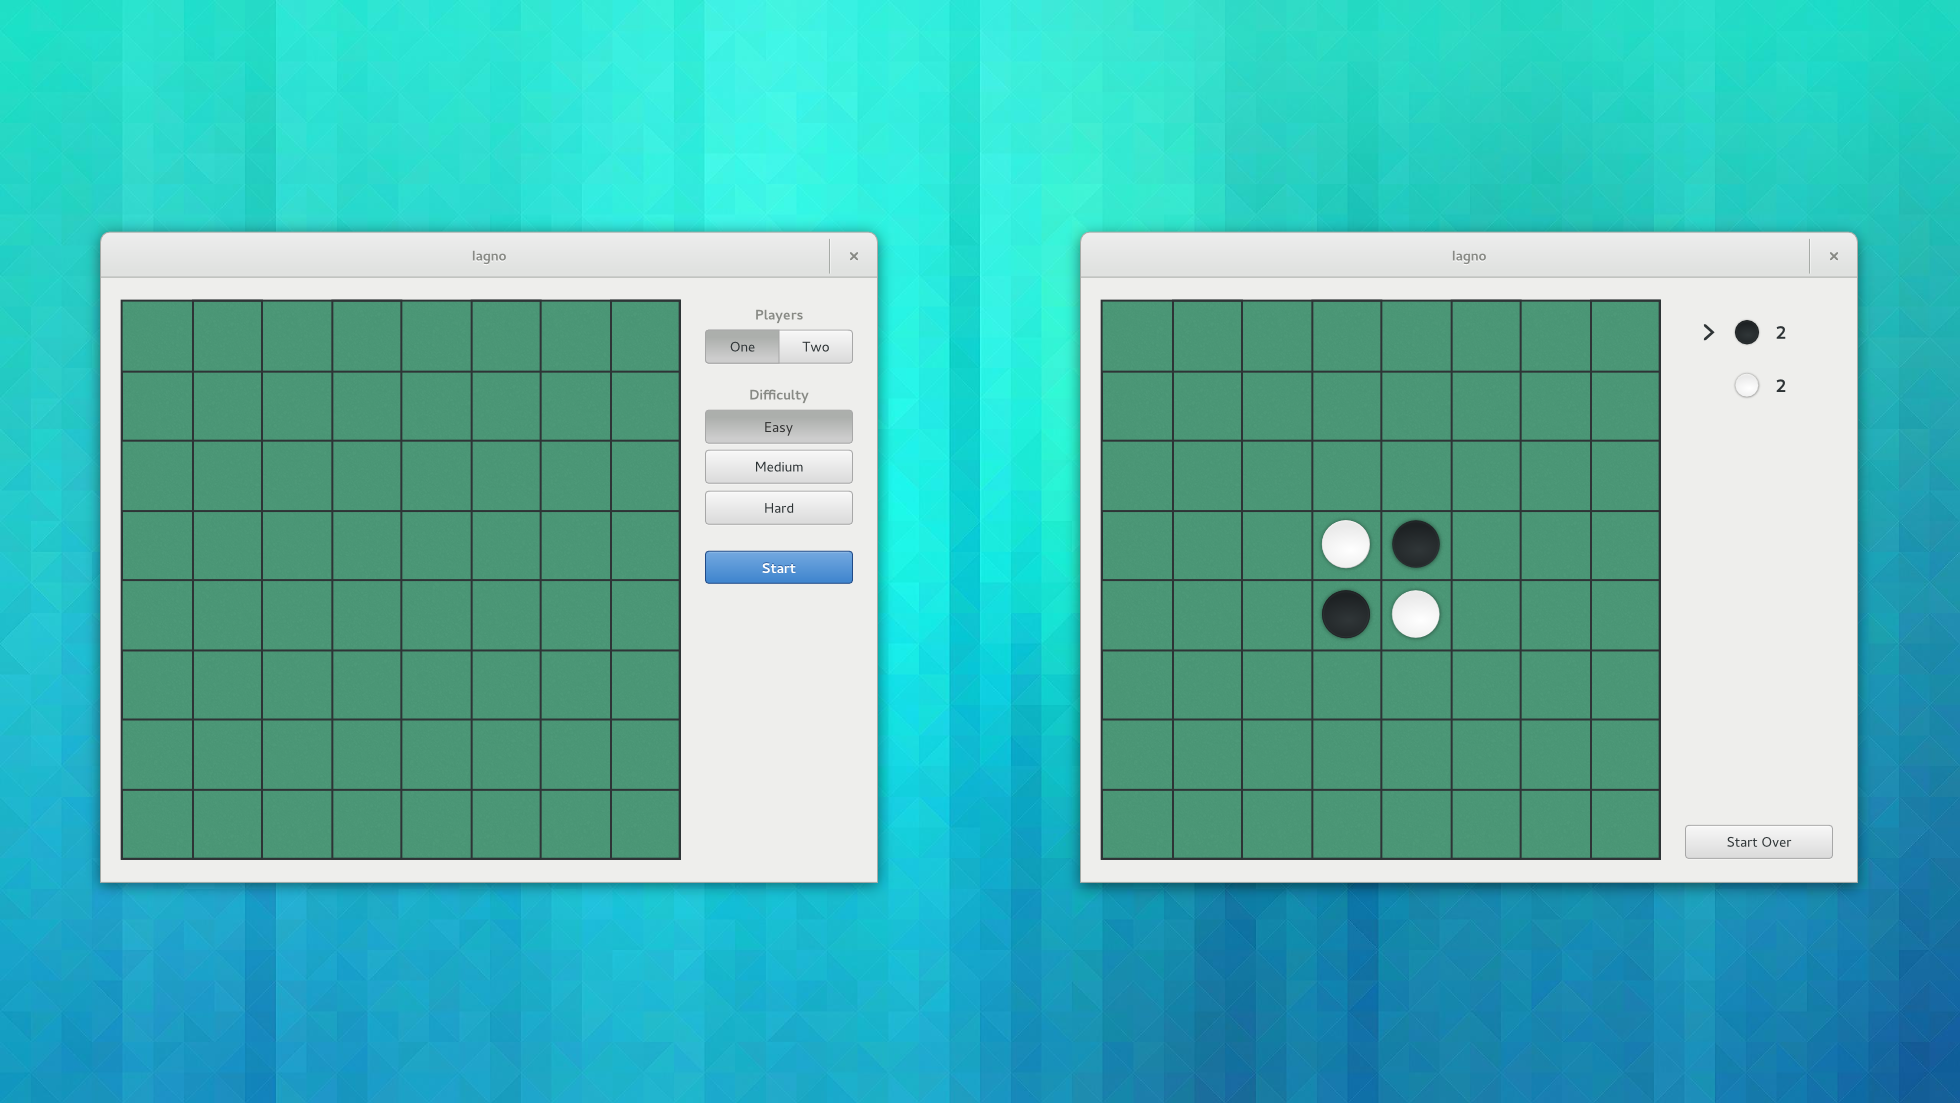 Iagno
Players
One Two
Difficulty
Easy
Medium
Hard
Start
Iagno
2
2
Start Over